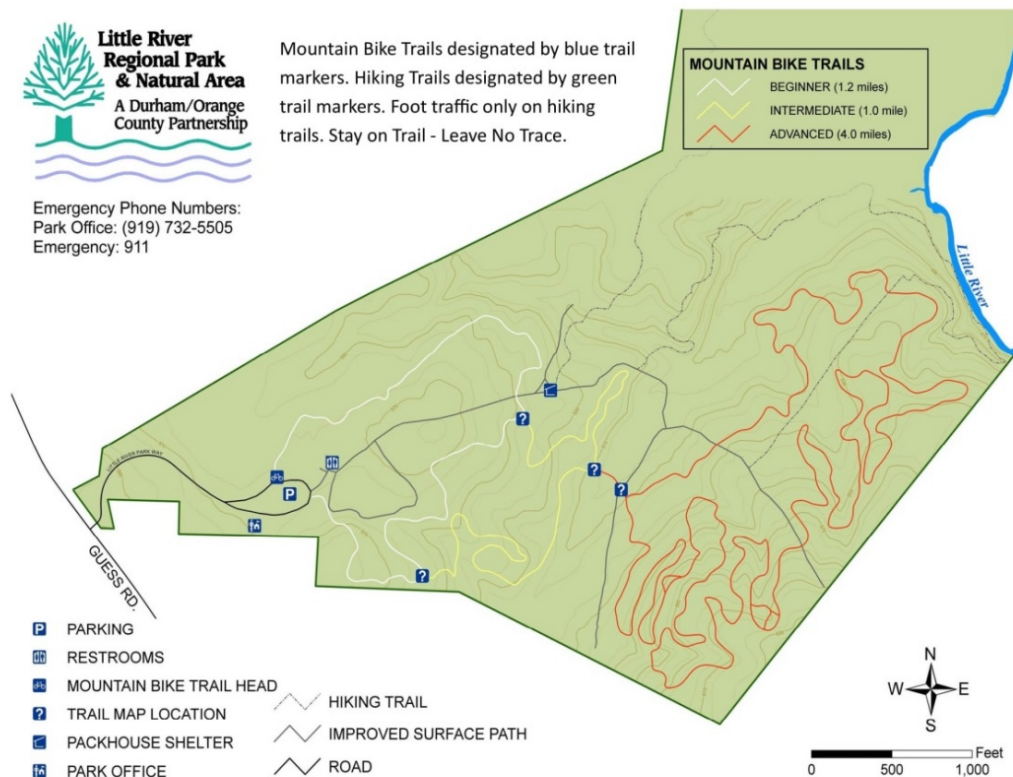 Little River
Regional Park
& Natural Area
A Durham/Orange
County Partnership
Mountain Bike Trails designated by blue trail
markers. Hiking Trails designated by green
trail markers. Foot traffic only on hiking
trails. Stay on Trail - Leave No Trace.
MOUNTAIN BIKE TRAILS
BEGINNER (1.2 miles)
INTERMEDIATE (1.0 mile)
ADVANCED (4.0 miles)
Emergency Phone Numbers:
Park Office: (919) 732-5505
Emergency: 911
Little River
?
?
LITTLE RIVER PARK WAY
P
?
?
GUESS RD.
P PARKING
RESTROOMS
MOUNTAIN BIKE TRAIL HEAD
? TRAIL MAP LOCATION
PACKHOUSE SHELTER
PARK OFFICE
HIKING TRAIL
IMPROVED SURFACE PATH
ROAD
N
W E
S
Feet
0 500 1,000